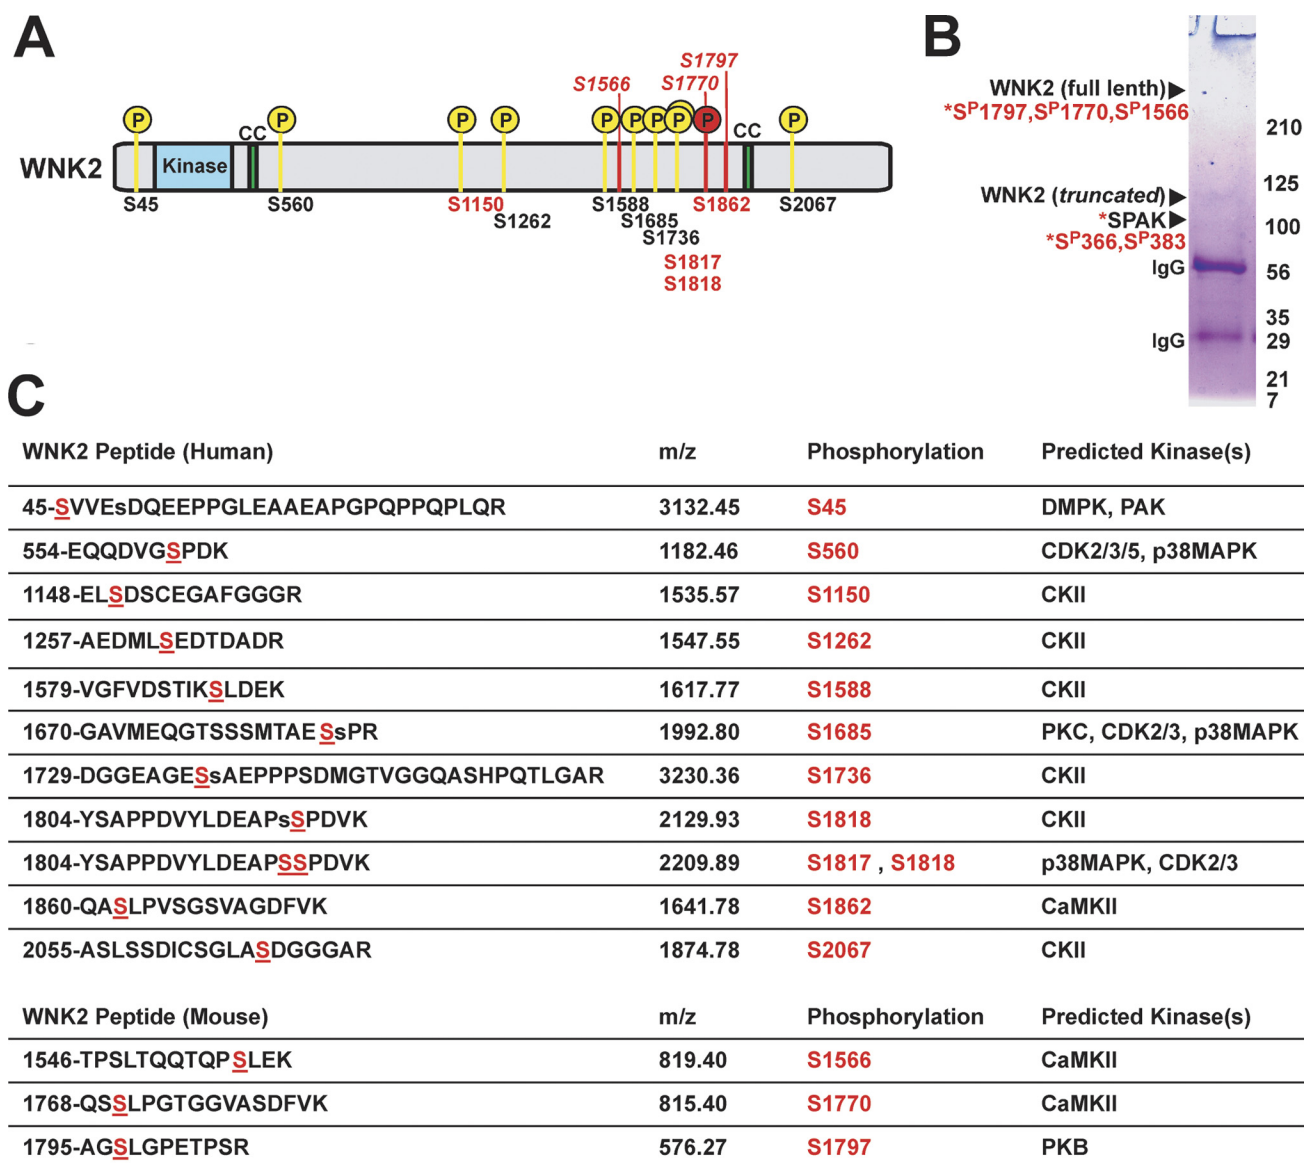 A
S1797
S1566 S1770
P P P P P P P P P P
CC CC
WNK2 Kinase
S45 S560 S1150 S1588 S1862 S2067
S1262 S1685
S1736
S1817
S1818
B
WNK2 (full lenth)
*SP1797,SP1770,SP1566
210
125
WNK2 (truncated)
*SPAK 100
*SP366,SP383
IgG 56
35
IgG 29
21
7
C
WNK2 Peptide (Human) m/z Phosphorylation Predicted Kinase(s)
45-SVVEsDQEEPPGLEAAEAPGPQPPQPLQR 3132.45 S45 DMPK, PAK
554-EQQDVGSPDK 1182.46 S560 CDK2/3/5, p38MAPK
1148-ELSDSCEGAFGGGR 1535.57 S1150 CKII
1257-AEDMLSEDTDADR 1547.55 S1262 CKII
1579-VGFVDSTIKSLDEK 1617.77 S1588 CKII
1670-GAVMEQGTSSSMTAESsPR 1992.80 S1685 PKC, CDK2/3, p38MAPK
1729-DGGEAGESsAEPPPSDMGTVGGQASHPQTLGAR 3230.36 S1736 CKII
1804-YSAPPDVYLDEAPsSPDVK 2129.93 S1818 CKII
1804-YSAPPDVYLDEAPSSPDVK 2209.89 S1817 , S1818 p38MAPK, CDK2/3
1860-QASLPVSGSVAGDFVK 1641.78 S1862 CaMKII
2055-ASLSSDICSGLASDGGGAR 1874.78 S2067 CKII
WNK2 Peptide (Mouse) m/z Phosphorylation Predicted Kinase(s)
1546-TPSLTQQTQPSLEK 819.40 S1566 CaMKII
1768-QSSLPGTGGVASDFVK 815.40 S1770 CaMKII
1795-AGSLGPETPSR 576.27 S1797 PKB